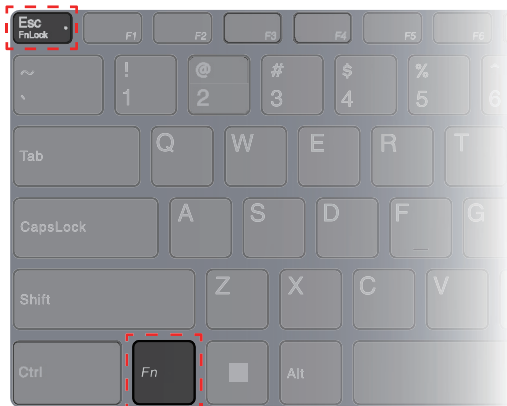 Esc
FnLock
F1
F2
F3
F4
F5
F6
~
`
!
1
@
2
#
3
$
4
%
5
^
6
Tab
Q
W
E
R
T
CapsLock
A
S
D
F
G
Shift
Z
X
C
V
Ctrl
Fn
Alt